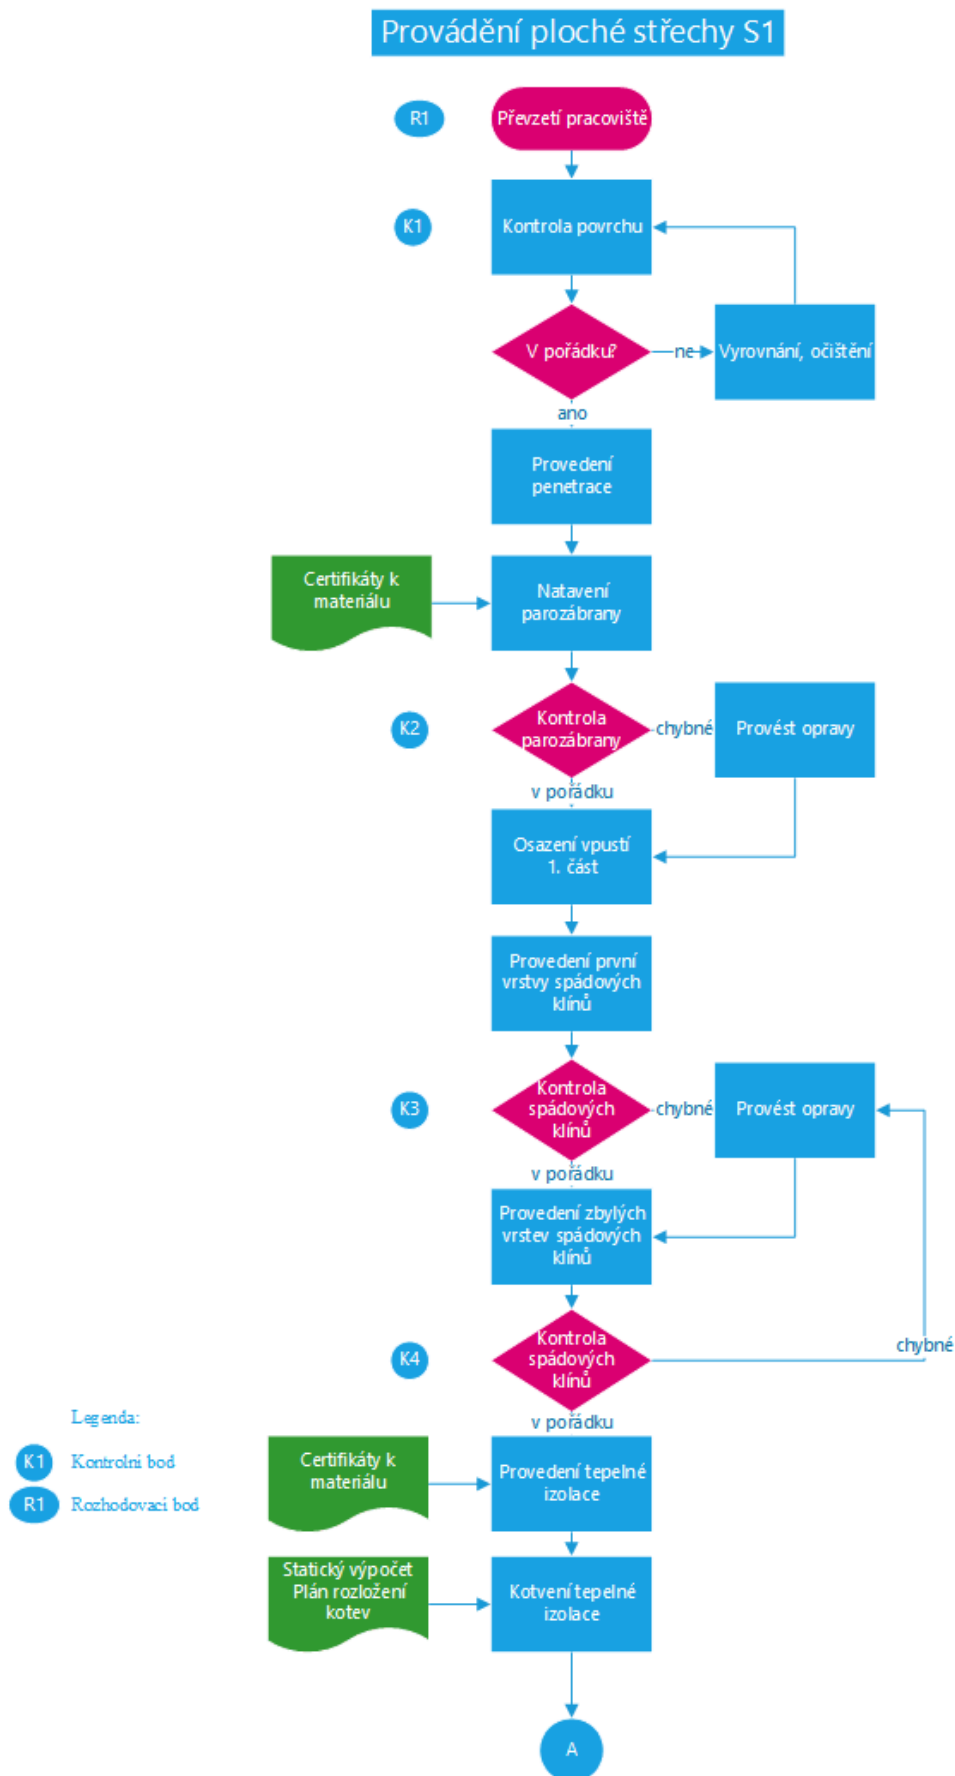 Provádění ploché střechy S1
R1
Převzetí pracoviště
K1
Kontrola povrchu
V pořádku?
ne
Vyrovnání, očištění
ano
Provedení
penetrace
Certifikáty k
materiálu
Natavení
parozábrany
K2
Kontrola
parozábrany
chybné
Provést opravy
v pořádku
Osazení vpustí
1. část
Provedení první
vrstvy spádových
klínů
K3
Kontrola
spádových
klínů
chybné
Provést opravy
v pořádku
Provedení zbylých
vrstev spádových
klínů
K4
Kontrola
spádových
klínů
chybné
v pořádku
Legenda:
K1 Kontrolní bod
R1 Rozhodovací bod
Certifikáty k
materiálu
Provedení tepelné
izolace
Statický výpočet
Plán rozložení
kotev
Kotvení tepelné
izolace
A